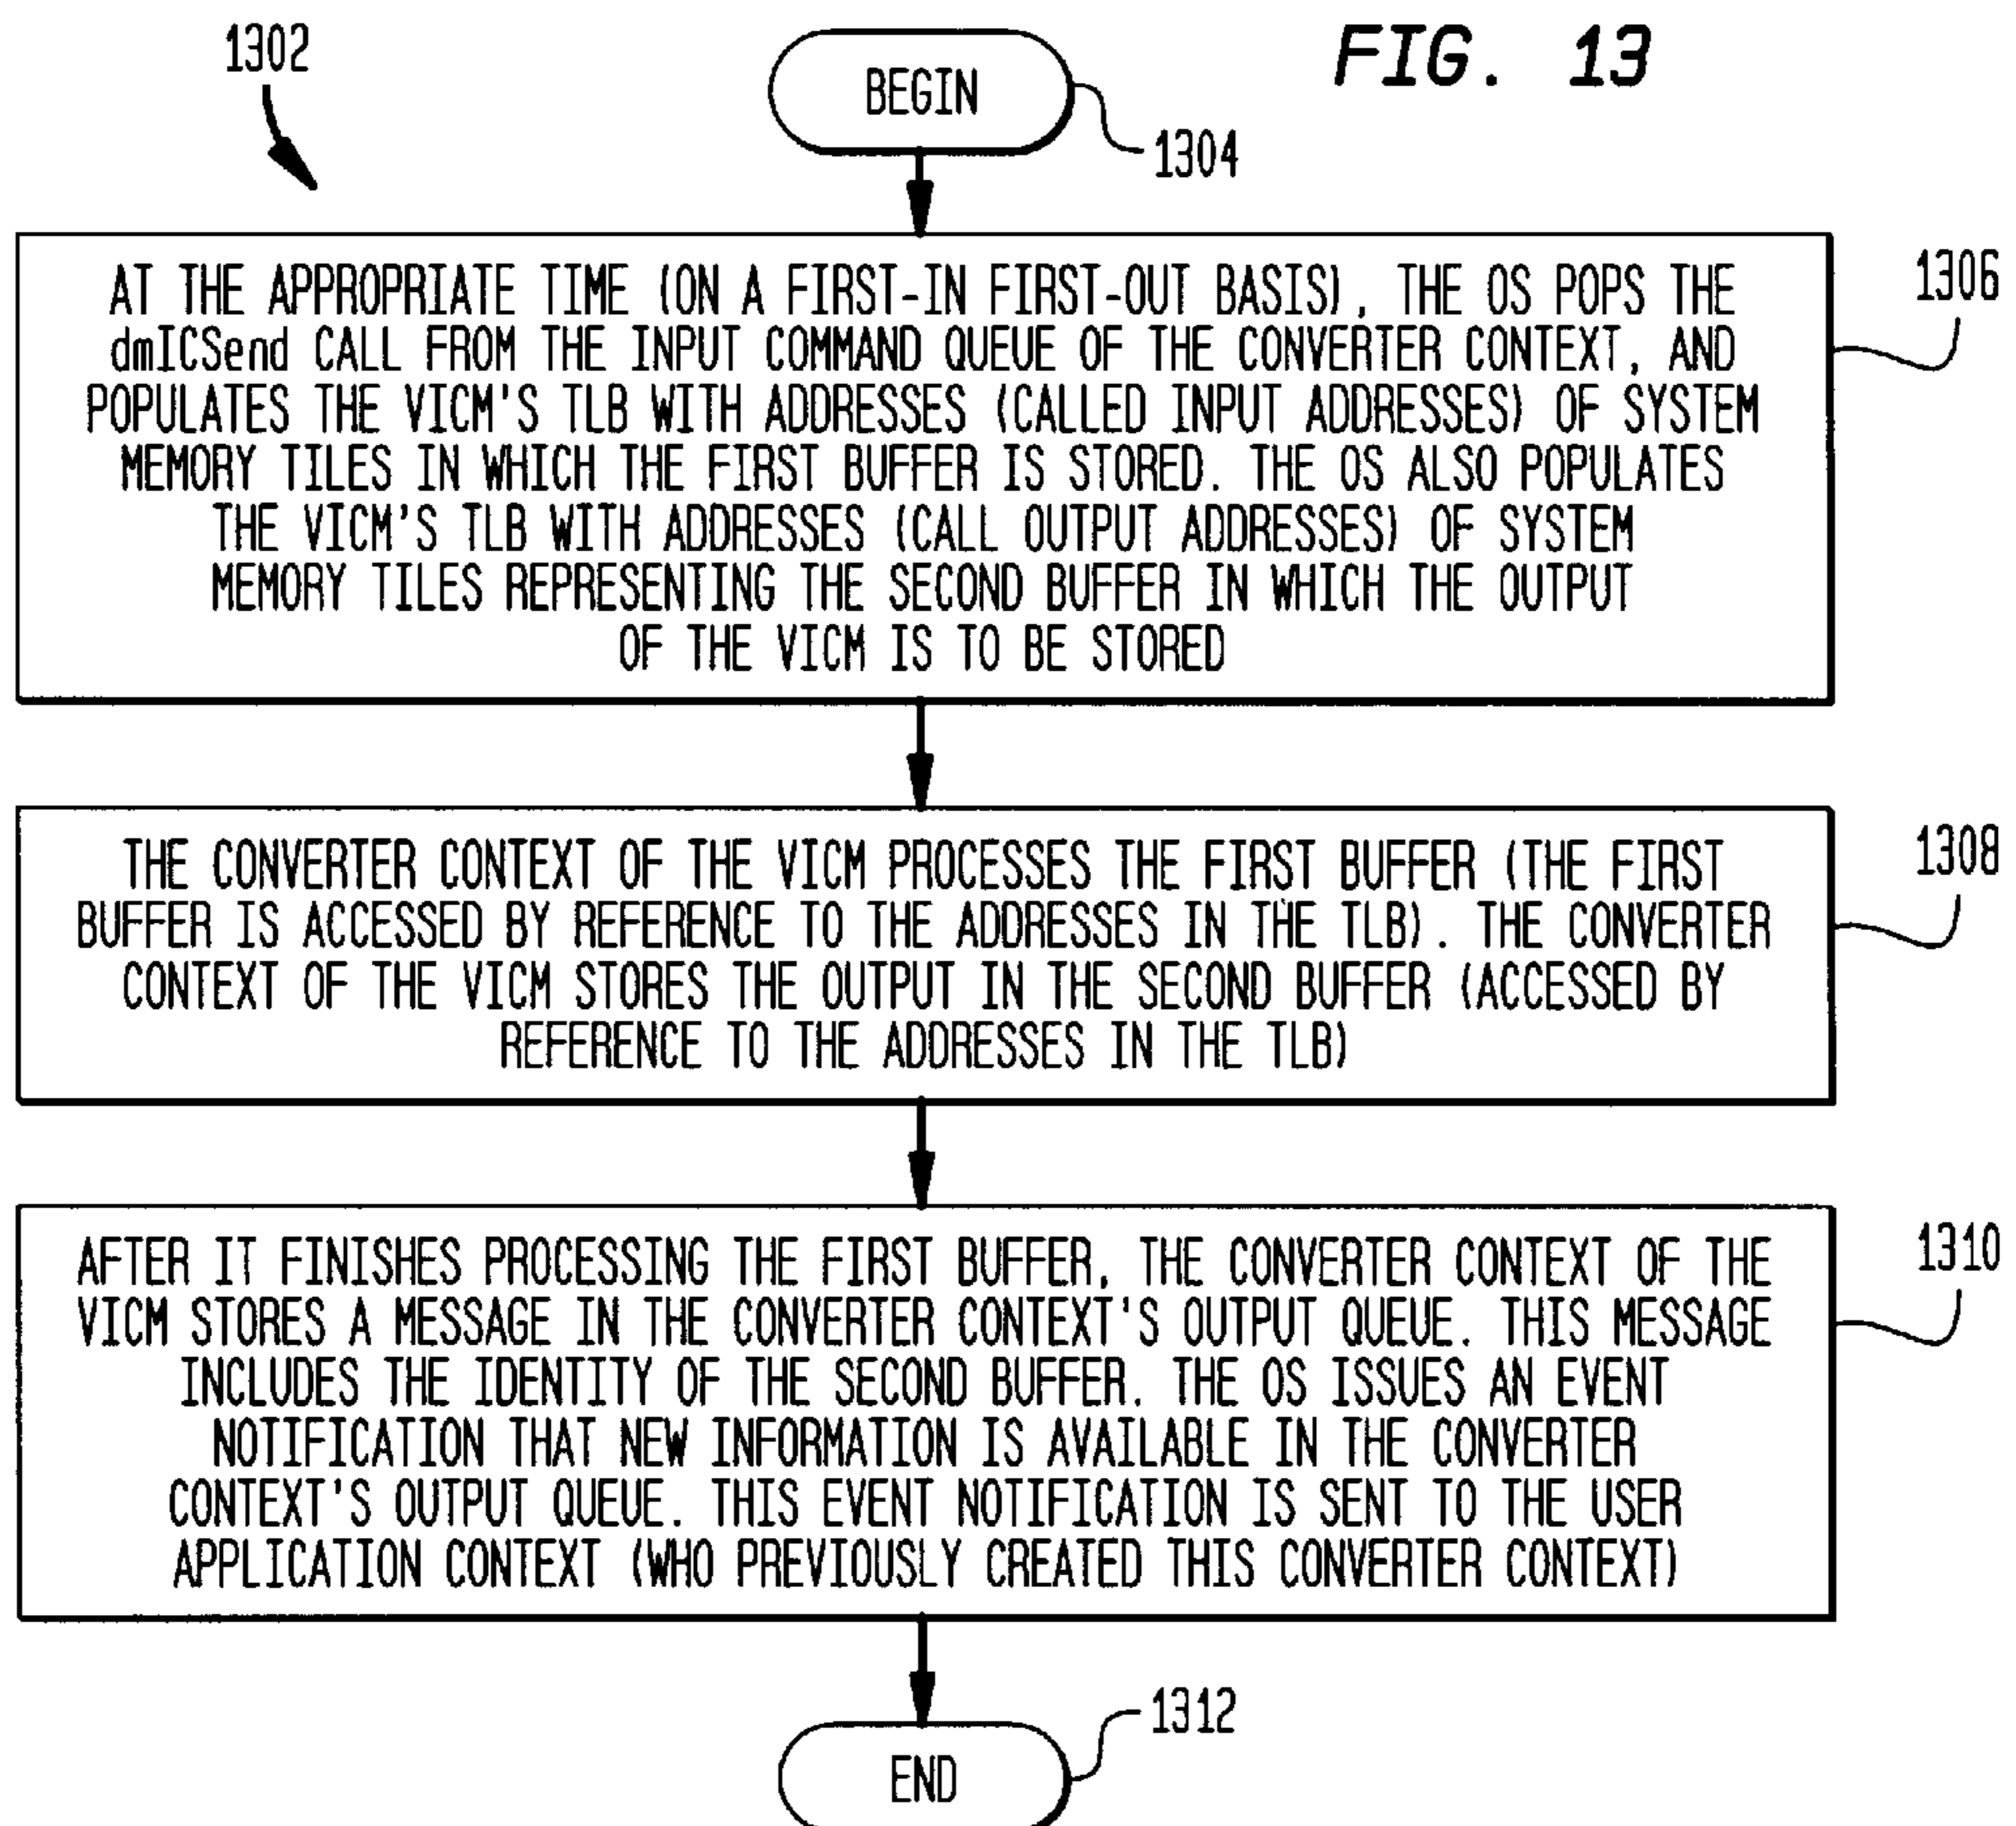 1302
FIG. 13
BEGIN
1304
AT THE APPROPRIATE TIME (ON A FIRST-IN FIRST-OUT BASIS), THE OS POPS THE
dmICSend CALL FROM THE INPUT COMMAND QUEUE OF THE CONVERTER CONTEXT, AND
POPULATES THE VICM'S TLB WITH ADDRESSES (CALLED INPUT ADDRESSES) OF SYSTEM
MEMORY TILES IN WHICH THE FIRST BUFFER IS STORED. THE OS ALSO POPULATES
THE VICM'S TLB WITH ADDRESSES (CALL OUTPUT ADDRESSES) OF SYSTEM
MEMORY TILES REPRESENTING THE SECOND BUFFER IN WHICH THE OUTPUT
OF THE VICM IS TO BE STORED
1306
THE CONVERTER CONTEXT OF THE VICM PROCESSES THE FIRST BUFFER (THE FIRST
BUFFER IS ACCESSED BY REFERENCE TO THE ADDRESSES IN THE TLB). THE CONVERTER
CONTEXT OF THE VICM STORES THE OUTPUT IN THE SECOND BUFFER (ACCESSED BY
REFERENCE TO THE ADDRESSES IN THE TLB)
1308
AFTER IT FINISHES PROCESSING THE FIRST BUFFER, THE CONVERTER CONTEXT OF THE
VICM STORES A MESSAGE IN THE CONVERTER CONTEXT'S OUTPUT QUEUE. THIS MESSAGE
INCLUDES THE IDENTITY OF THE SECOND BUFFER. THE OS ISSUES AN EVENT
NOTIFICATION THAT NEW INFORMATION IS AVAILABLE IN THE CONVERTER
CONTEXT'S OUTPUT QUEUE. THIS EVENT NOTIFICATION IS SENT TO THE USER
APPLICATION CONTEXT (WHO PREVIOUSLY CREATED THIS CONVERTER CONTEXT)
1310
1312
END